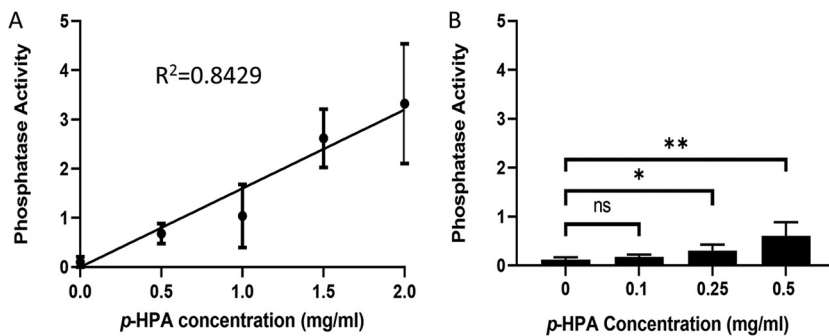 A
Phosphatase Activity
5
4
3
2
1
0
R²=0.8429
0.0 0.5 1.0 1.5 2.0
p-HPA concentration (mg/ml)
B
Phosphatase Activity
5
4
3
2
1
0
**
*
ns
0 0.1 0.25 0.5
p-HPA Concentration (mg/ml)